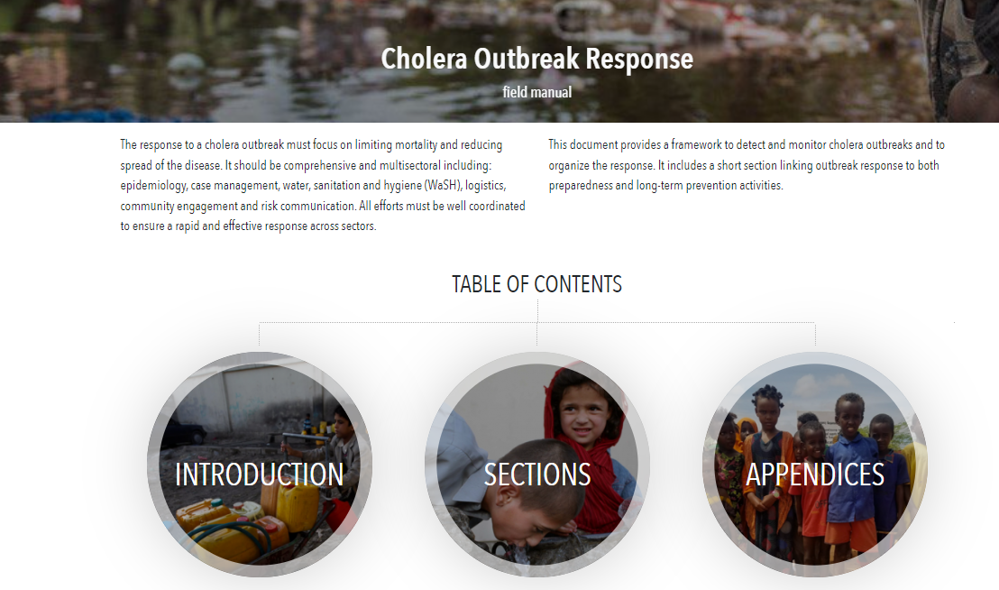 Cholera Outbreak Response
field manual
The response to a cholera outbreak must focus on limiting mortality and reducing
spread of the disease. It should be comprehensive and multisectoral including:
epidemiology, case management, water, sanitation and hygiene (WaSH), logistics,
community engagement and risk communication. All efforts must be well coordinated
to ensure a rapid and effective response across sectors.
This document provides a framework to detect and monitor cholera outbreaks and to
organize the response. It includes a short section linking outbreak response to both
preparedness and long-term prevention activities.
TABLE OF CONTENTS
INTRODUCTION
SECTIONS
APPENDICES